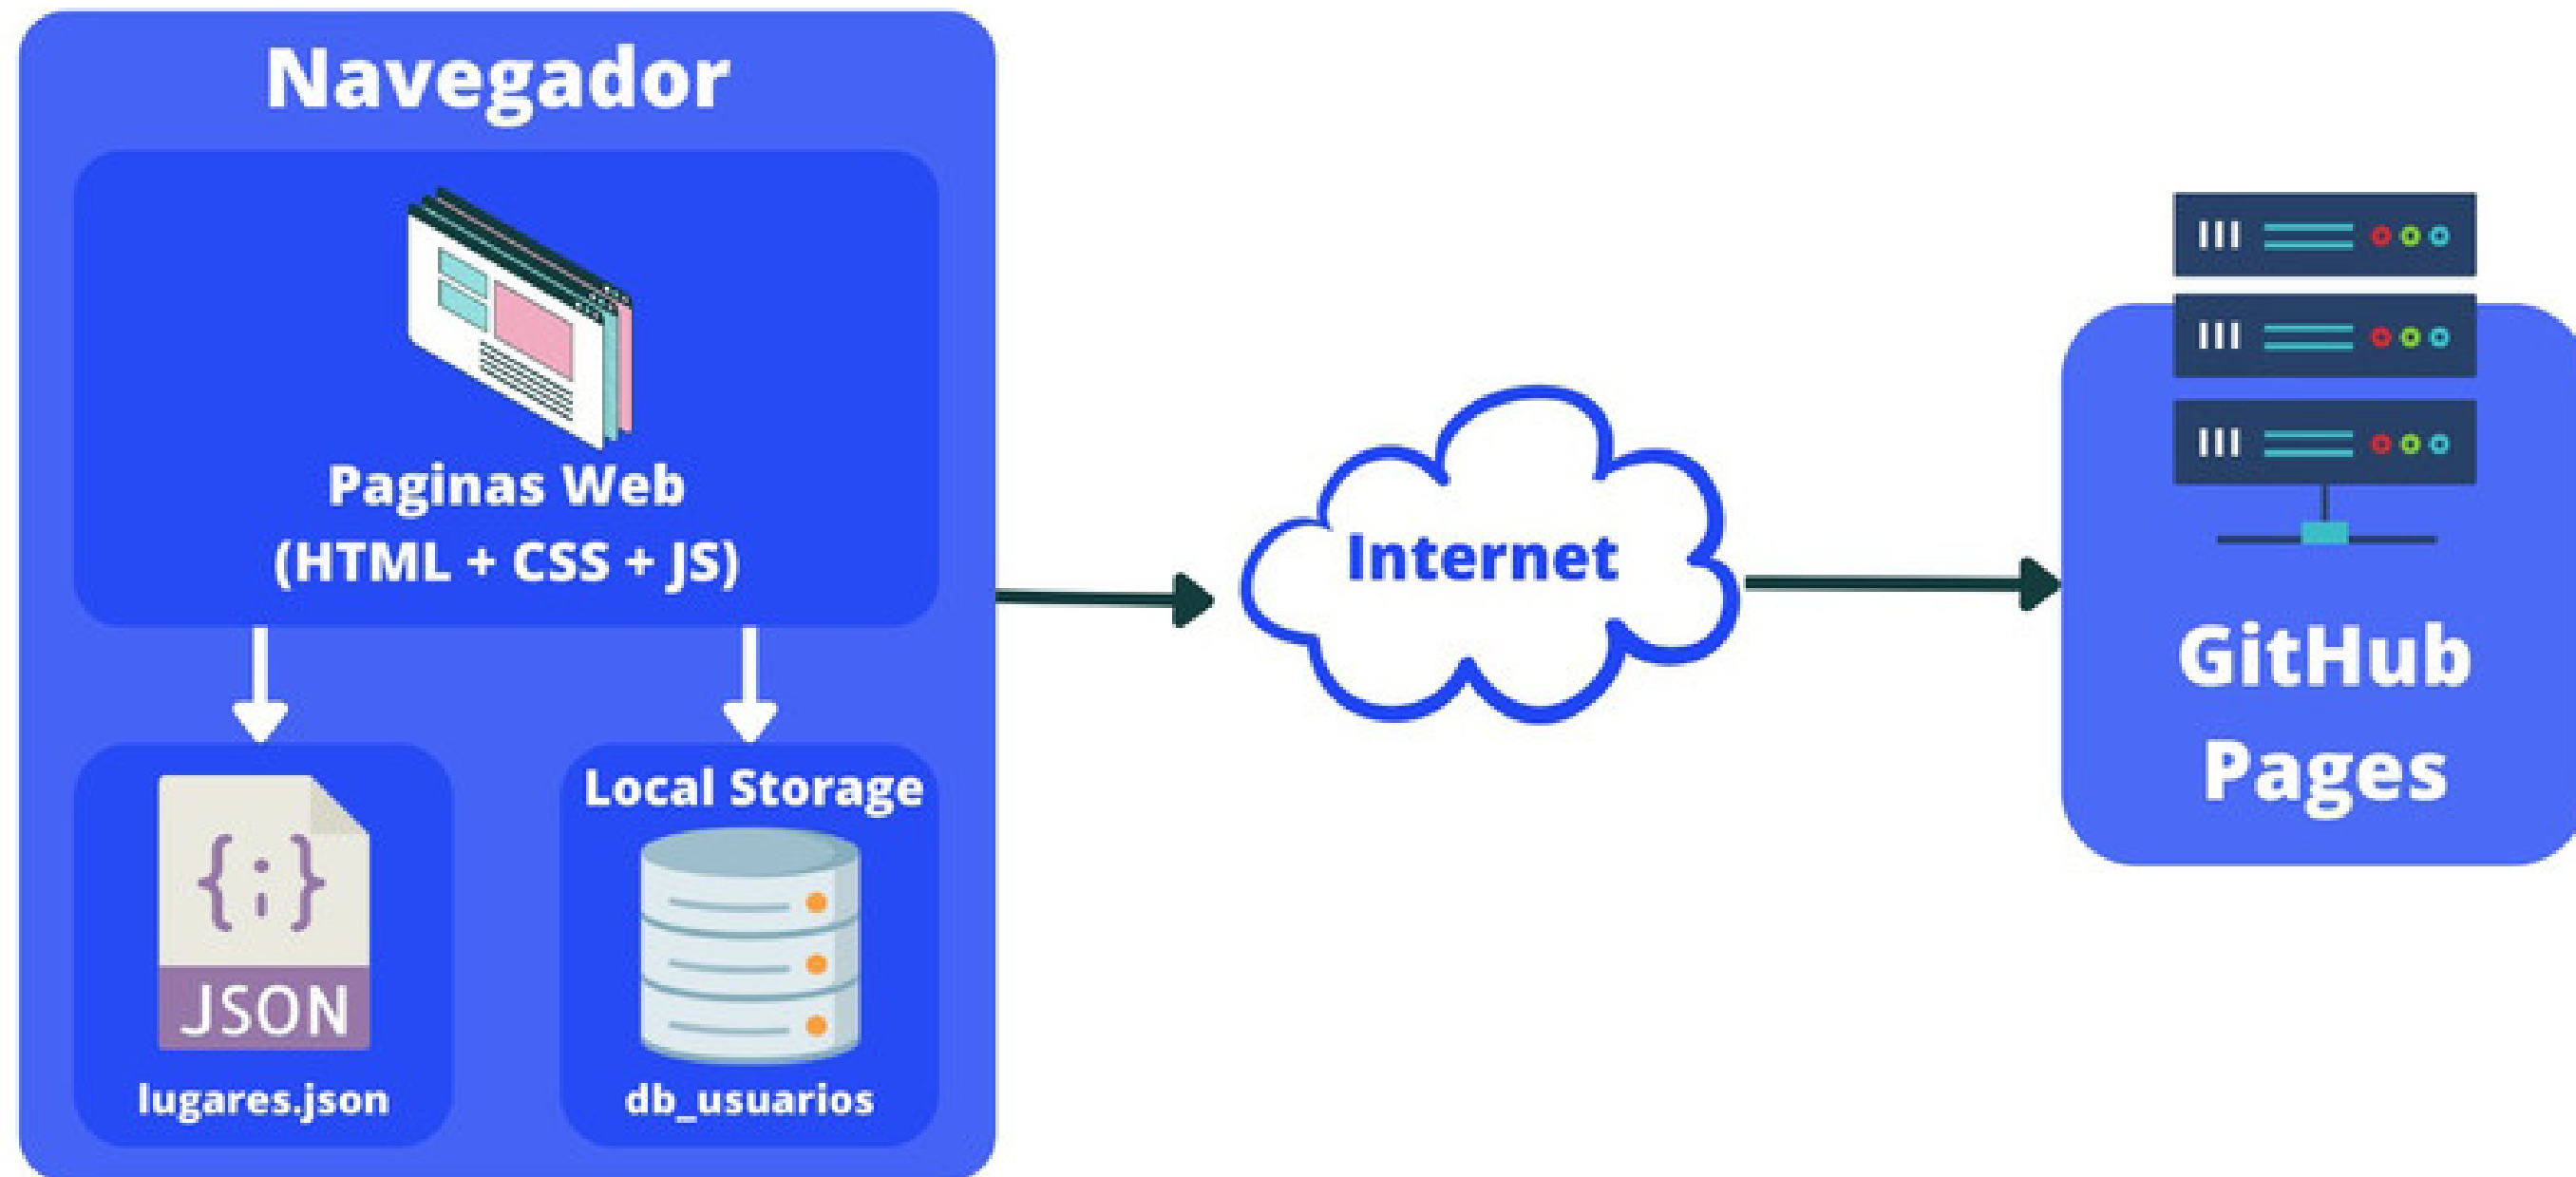 Navegador
Paginas Web
(HTML + CSS + JS)
{;}
JSON
lugares.json
Local Storage
db_usuarios
Internet
GitHub
Pages